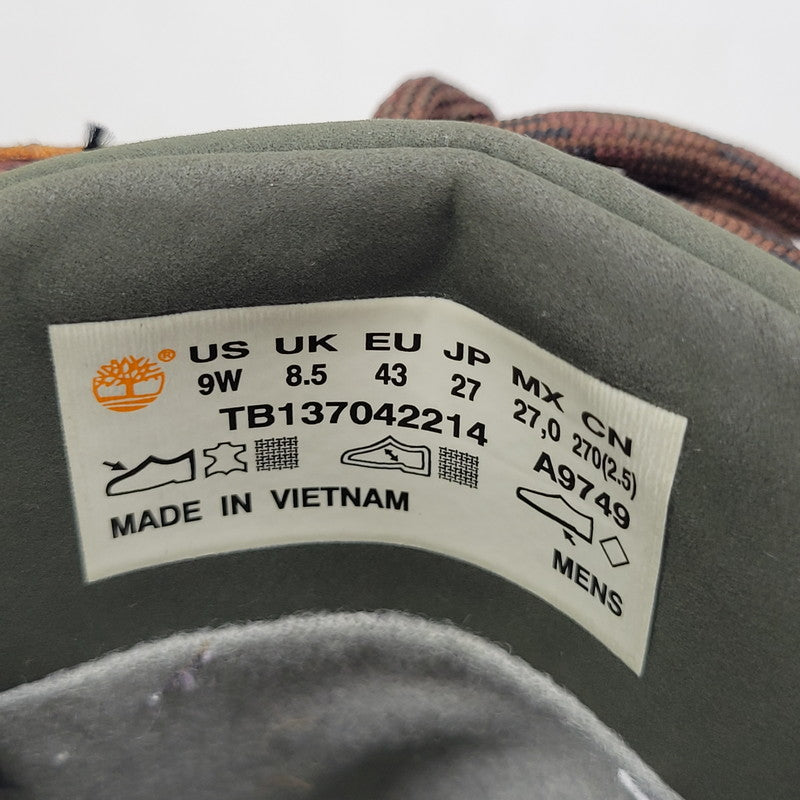 ® US UK EU JP MX CN
9W 8.5 43 27 27,0 270(2.5)
TB137042214 A9749
MADE IN VIETNAM
MENS